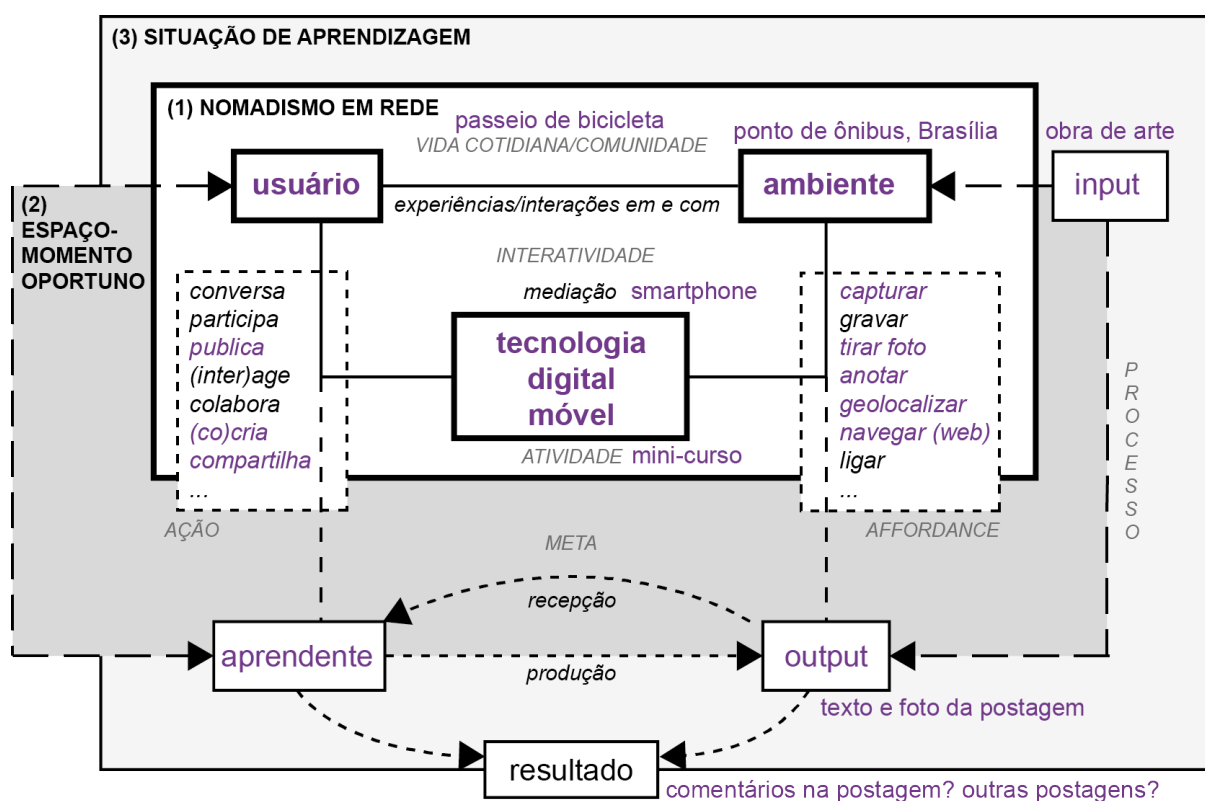 (3) SITUAÇÃO DE APRENDIZAGEM
(1) NOMADISMO EM REDE
passeio de bicicleta
VIDA COTIDIANA/COMUNIDADE
ponto de ônibus, Brasília
obra de arte
usuário
ambiente
input
experiências/interações em e com
(2)
ESPAÇO-
MOMENTO
OPORTUNO
INTERATIVIDADE
mediação smartphone
conversa
participa
publica
(inter)age
colabora
(co)cria
compartilha
...
tecnologia
digital
móvel
capturar
gravar
tirar foto
anotar
geolocalizar
navegar (web)
ligar
...
ATIVIDADE mini-curso
PROCESSO
AÇÃO
META
AFFORDANCE
recepção
aprendente
produção
output
texto e foto da postagem
resultado
comentários na postagem? outras postagens?